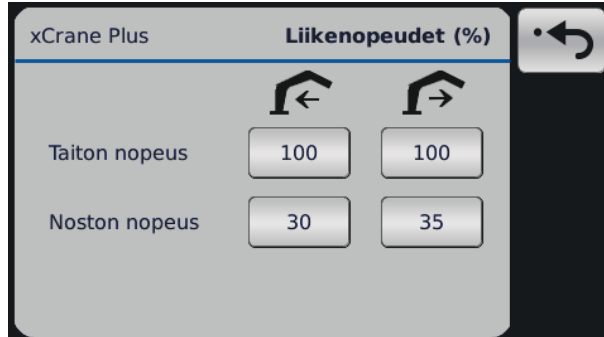 xCrane Plus Liikenopeudet (%)
Taiton nopeus 100 100
Noston nopeus 30 35